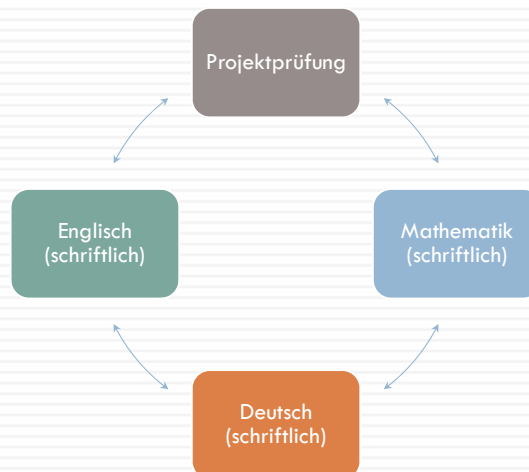 Projektprüfung
Englisch
(schriftlich)
Mathematik
(schriftlich)
Deutsch
(schriftlich)